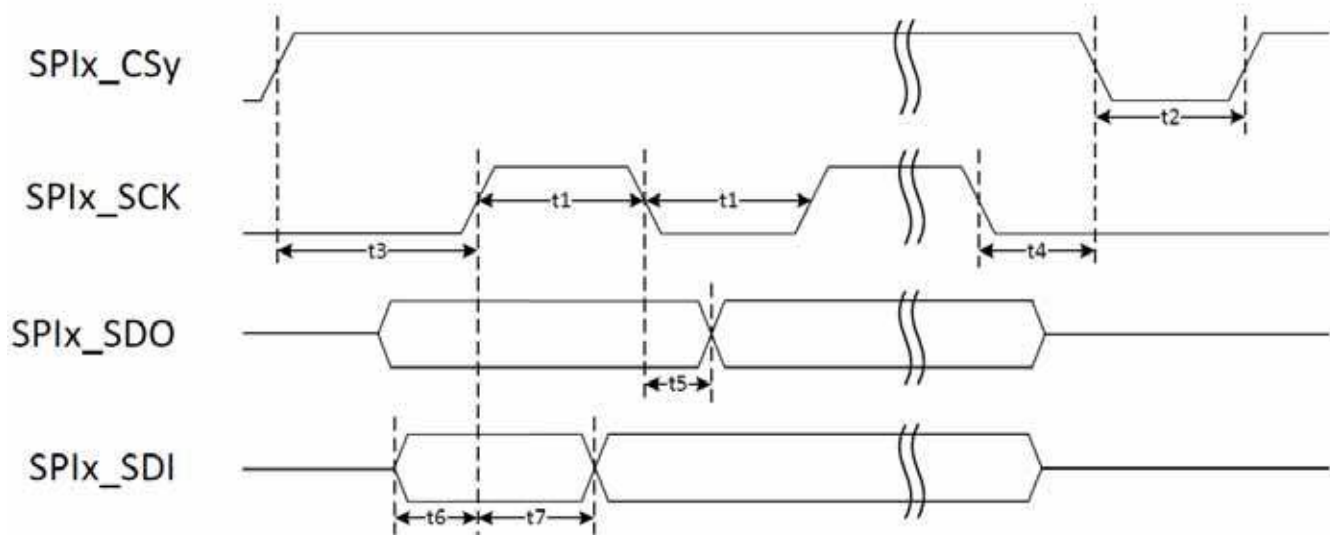 SPIx_CSy
t2
SPIx_SCK
t1
t1
t3
t4
SPIx_SDO
t5
SPIx_SDI
t6
t7